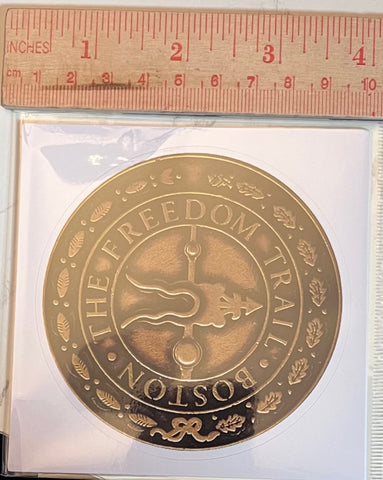 INCHES 1 2 3 4
cm 1 2 3 4 5 6 7 8 9 10
• THE FREEDOM TRAIL •
BOSTON